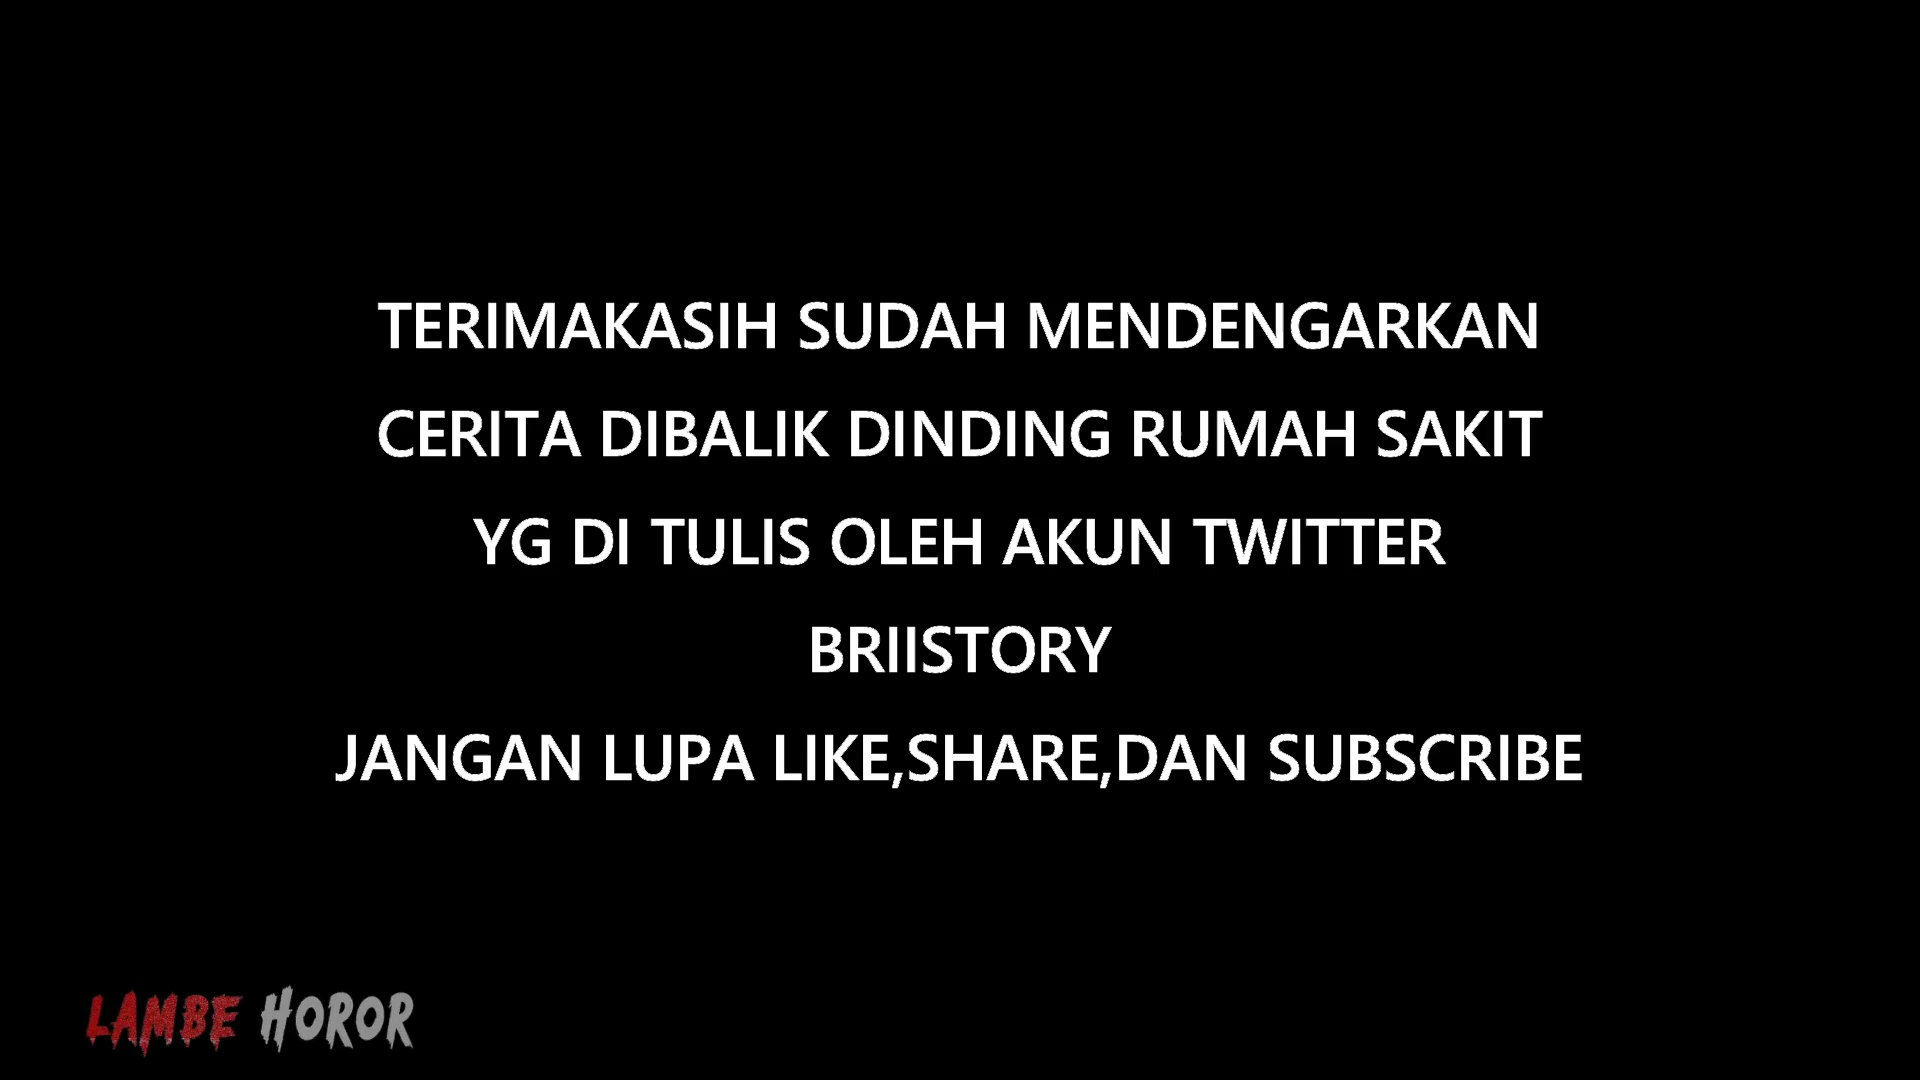 TERIMAKASIH SUDAH MENDENGARKAN
CERITA DIBALIK DINDING RUMAH SAKIT
YG DI TULIS OLEH AKUN TWITTER
BRIISTORY
JANGAN LUPA LIKE,SHARE,DAN SUBSCRIBE
LAMBE HOROR